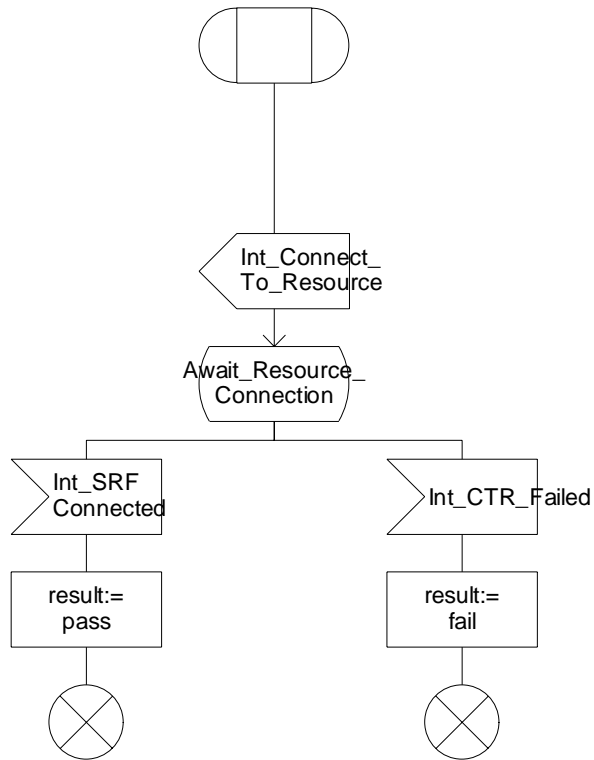 Int_Connect_
To_Resource
Await_Resource_
Connection
Int_SRF
Connected
Int_CTR_Failed
result:=
pass
result:=
fail